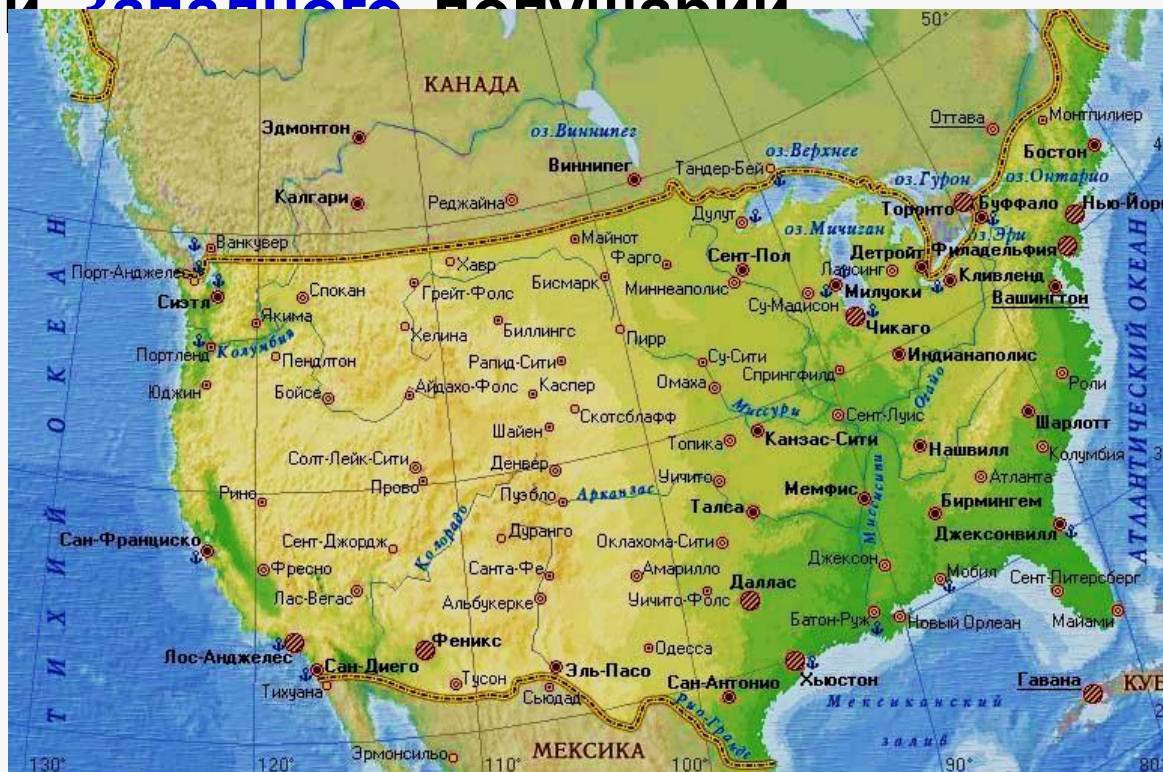 и Западного полушарии
50°
КАНАДА
Эдмонтон
оз.Виннипег
Виннипег
Тандер-Бей
оз.Верхнее
Оттава
Монтпилиер
Бостон
4
Калгари
Реджайна
оз.Гурон
оз.Онтарио
Торонто
Буффало
Нью-Йорк
Ванкувер
Майнот
Дулут
оз.Мичиган
оз.Эри
Порт-Анджелес
Хавр
Фарго
Сент-Пол
Детройт
Филадельфия
Лансинг
Кливленд
Сиэтл
Спокан
Грейт-Фолс
Бисмарк
Миннеаполис
Су-Мадисон
Милуоки
Вашингтон
Якима
Хелина
Биллингс
Пирр
Чикаго
Портленд
Колумбия
Пендлтон
Рапид-Сити
Су-Сити
Спрингфилд
Индианаполис
Юджин
Бойсе
Айдахо-Фолс
Каспер
Омаха
Огайо
Роли
Скотсблафф
Миссури
Сент-Луис
Шарлотт
Шайен
Топика
Канзас-Сити
Нашвилл
Колумбия
3
Солт-Лейк-Сити
Денвер
Уичито
Атланта
Прово
Рино
Пуэбло
Арканзас
Мемфис
Миссисипи
Бирмингем
Талса
Сан-Франциско
Сент-Джордж
Колорадо
Дуранго
Оклахома-Сити
Джексонвилл
Фресно
Санта-Фе
Амарилло
Джексон
Мобил
Сент-Питерсберг
Лас-Вегас
Альбукерке
Уичито-Фолс
Даллас
Батон-Руж
Новый Орлеан
Майами
Лос-Анджелес
Феникс
Одесса
Сан-Диего
Тусон
Эль-Пасо
Сан-Антонио
Хьюстон
Гавана
КУБ
Тихуана
Сьюдад
Рио-Гранде
Мексиканский
залив
2
Эрмонсильо
МЕКСИКА
130°
120°
110°
100°
90°
80°
ТИХИЙ ОКЕАН
АТЛАНТИЧЕСКИЙ ОКЕАН